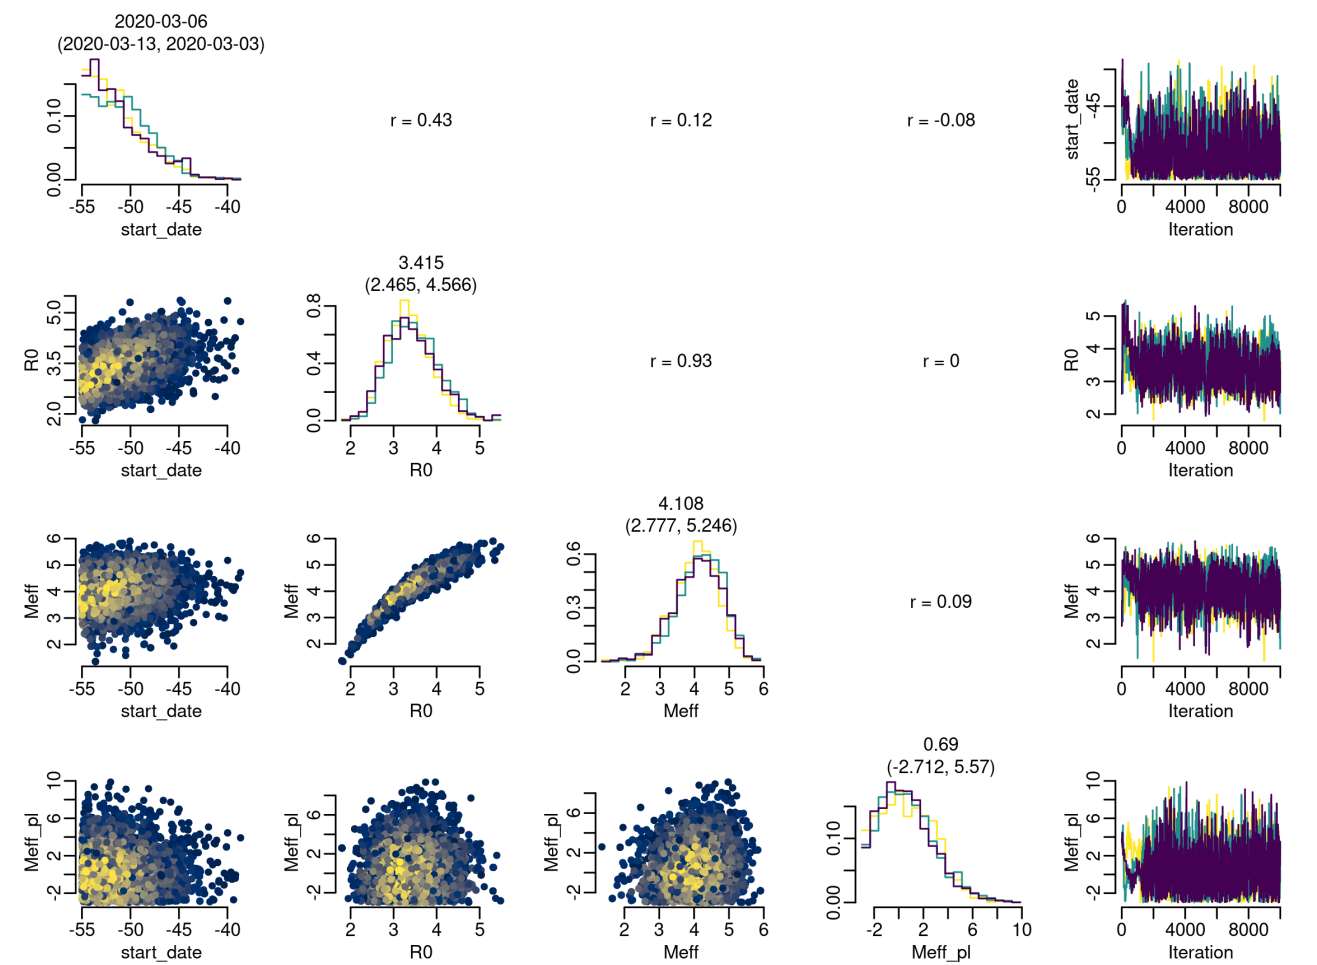 2020-03-06
(2020-03-13, 2020-03-03)
0.00 0.10
-55 -50 -45 -40
start_date
r = 0.43
r = 0.12
r = -0.08
start_date
-55 -45
0 4000 8000
Iteration
R0
2.0 3.5 5.0
-55 -50 -45 -40
start_date
3.415
(2.465, 4.566)
0.0 0.4 0.8
2 3 4 5
R0
r = 0.93
r = 0
R0
2 3 4 5
0 4000 8000
Iteration
Meff
2 3 4 5 6
-55 -50 -45 -40
start_date
Meff
2 3 4 5 6
2 3 4 5
R0
4.108
(2.777, 5.246)
0.0 0.3 0.6
2 3 4 5 6
Meff
r = 0.09
Meff
2 3 4 5 6
0 4000 8000
Iteration
Meff_pl
-2 2 6 10
-55 -50 -45 -40
start_date
Meff_pl
-2 2 6
2 3 4 5
R0
Meff_pl
-2 2 6
2 3 4 5 6
Meff
0.69
(-2.712, 5.57)
0.00 0.10
-2 2 6 10
Meff_pl
Meff_pl
-2 2 6 10
0 4000 8000
Iteration